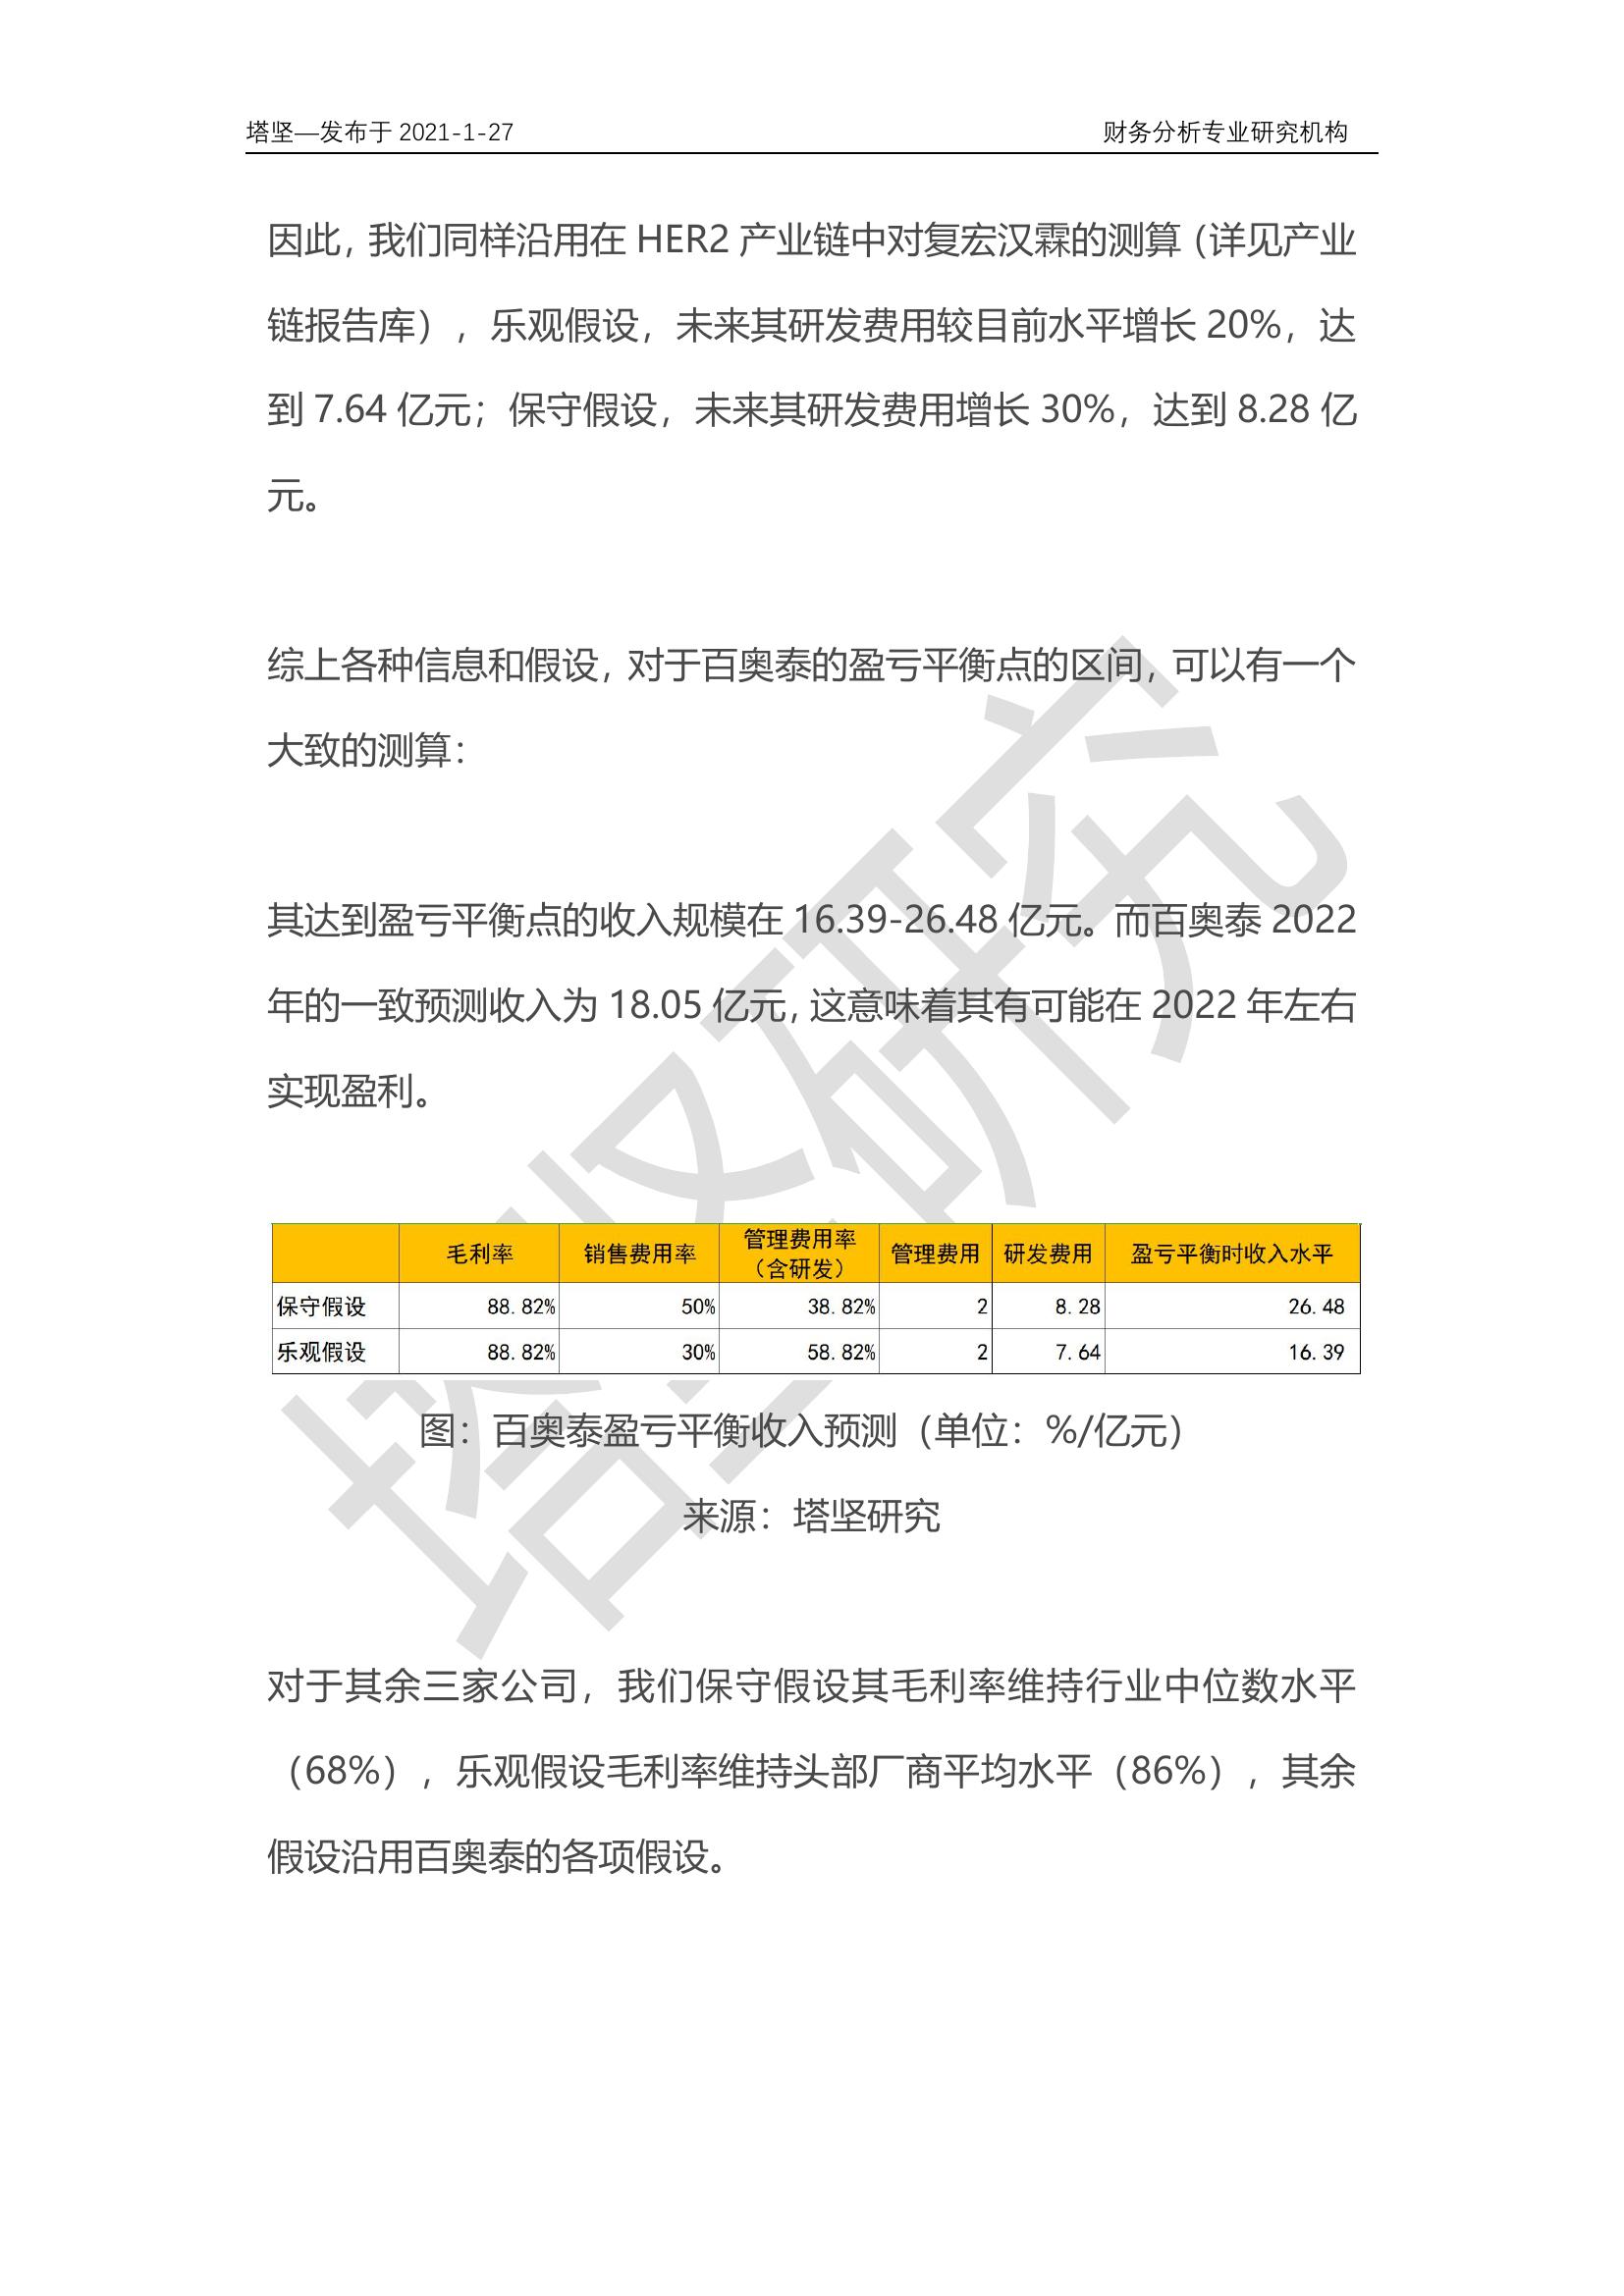 塔坚—发布于 2021-1-27 财务分析专业研究机构
因此，我们同样沿用在 HER2 产业链中对复宏汉霖的测算（详见产业
链报告库），乐观假设，未来其研发费用较目前水平增长 20%，达
到 7.64 亿元；保守假设，未来其研发费用增长 30%，达到 8.28 亿
元。
综上各种信息和假设，对于百奥泰的盈亏平衡点的区间，可以有一个
大致的测算：
其达到盈亏平衡点的收入规模在 16.39-26.48 亿元。而百奥泰 2022
年的一致预测收入为 18.05 亿元，这意味着其有可能在 2022 年左右
实现盈利。
毛利率 销售费用率 管理费用率（含研发） 管理费用 研发费用 盈亏平衡时收入水平
保守假设 88.82% 50% 38.82% 2 8.28 26.48
乐观假设 88.82% 30% 58.82% 2 7.64 16.39
图：百奥泰盈亏平衡收入预测（单位：%/亿元）
来源：塔坚研究
对于其余三家公司，我们保守假设其毛利率维持行业中位数水平
（68%），乐观假设毛利率维持头部厂商平均水平（86%），其余
假设沿用百奥泰的各项假设。
塔坚研究